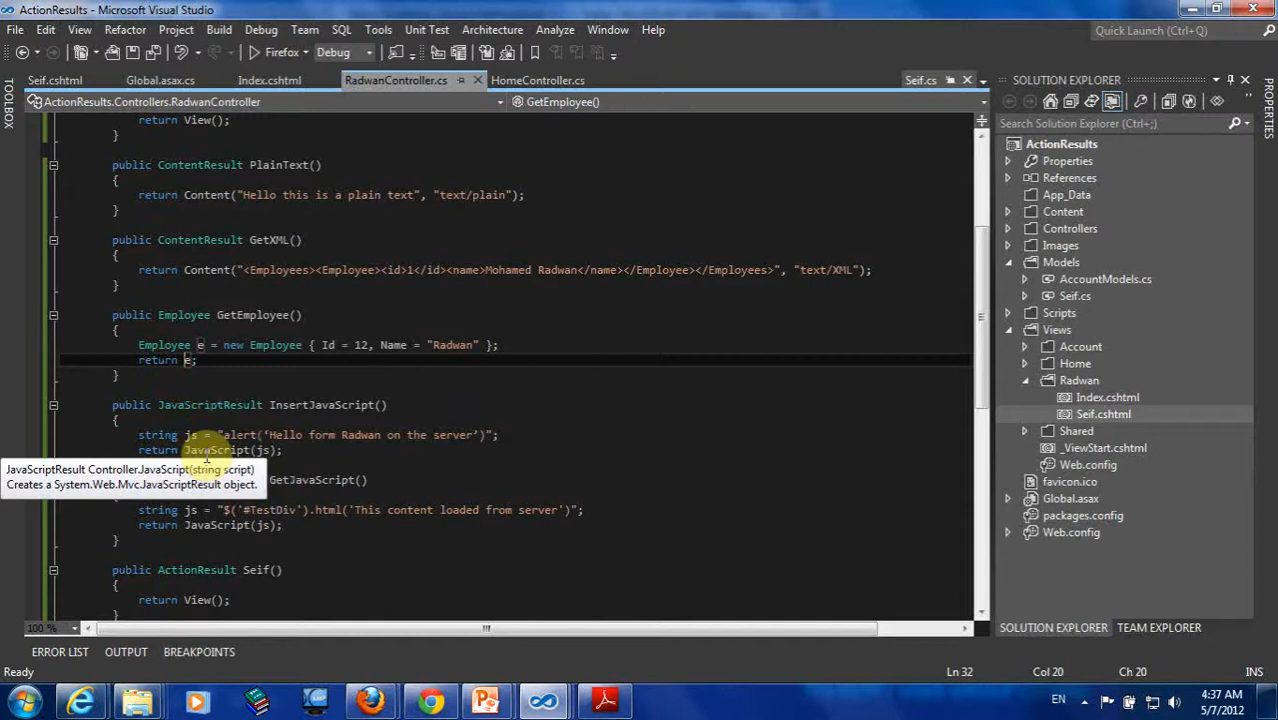 ActionResults - Microsoft Visual Studio
File Edit View Refactor Project Build Debug Team SQL Tools Unit Test Architecture Analyze Window Help
Quick Launch (Ctrl+Q)
Firefox Debug
Seif.cshtml Global.asax.cs Index.cshtml RadwanController.cs HomeController.cs Seif.cs
TOOLBOX
ActionResults.Controllers.RadwanController GetEmployee()
return View();
}
public ContentResult PlainText()
{
return Content("Hello this is a plain text", "text/plain");
}
public ContentResult GetXML()
{
return Content("<Employees><Employee><id>1</id><name>Mohamed Radwan</name></Employee></Employees>", "text/XML");
}
public Employee GetEmployee()
{
Employee e = new Employee { Id = 12, Name = "Radwan" };
return e;
}
public JavaScriptResult InsertJavaScript()
{
string js = "alert(‘Hello form Radwan on the server’)";
return JavaScript(js);
JavaScriptResult Controller.JavaScript(string script)
Creates a System.Web.Mvc.JavaScriptResult object.
GetJavaScript()
string js = "$('#TestDiv').html('This content loaded from server')";
return JavaScript(js);
}
public ActionResult Seif()
{
return View();
}
100 %
SOLUTION EXPLORER
Search Solution Explorer (Ctrl+;)
ActionResults
Properties
References
App_Data
Content
Controllers
Images
Models
AccountModels.cs
Seif.cs
Scripts
Views
Account
Home
Radwan
Index.cshtml
Seif.cshtml
Shared
_ViewStart.cshtml
Web.config
favicon.ico
Global.asax
packages.config
Web.config
SOLUTION EXPLORER TEAM EXPLORER
PROPERTIES
ERROR LIST OUTPUT BREAKPOINTS
Ready Ln 32 Col 20 Ch 20 INS
EN
4:37 AM
5/7/2012